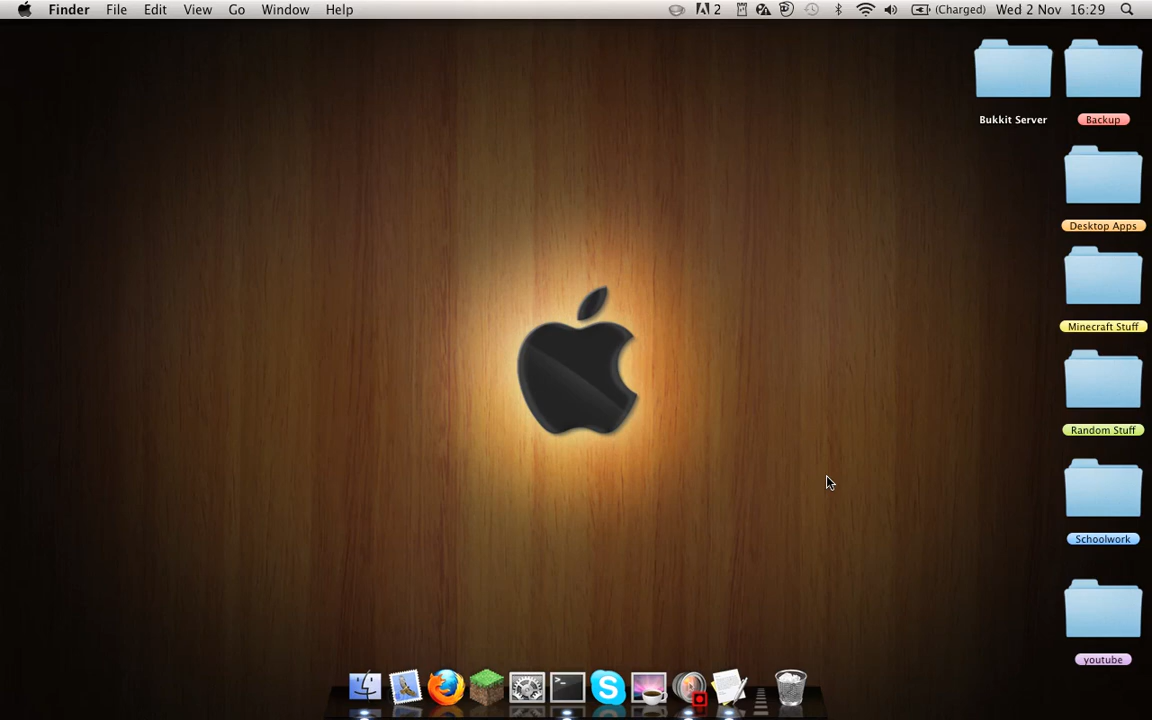 Finder File Edit View Go Window Help 2 (Charged) Wed 2 Nov 16:29
Bukkit Server
Backup
Desktop Apps
Minecraft Stuff
Random Stuff
Schoolwork
youtube